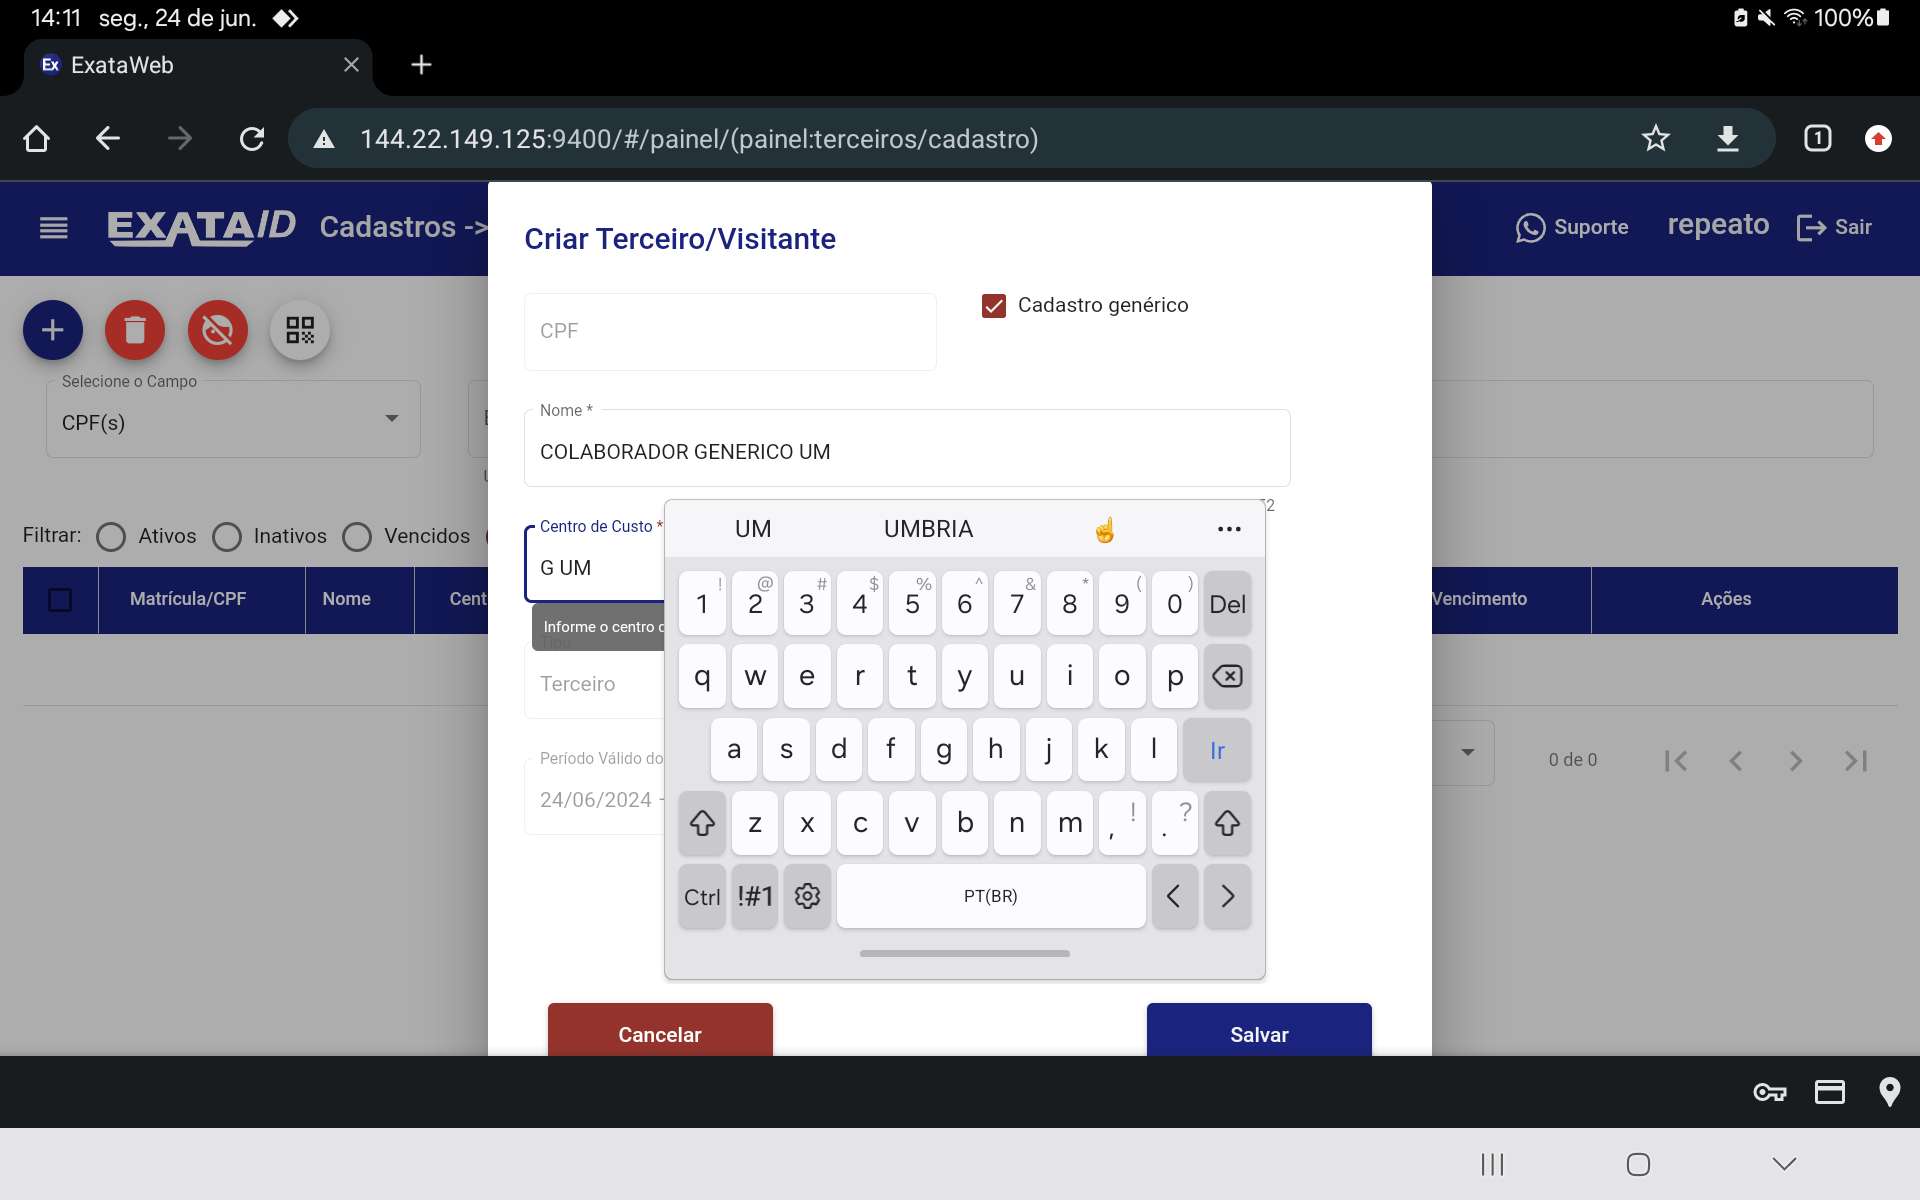 14:11 seg., 24 de jun. 100%
Ex ExataWeb
144.22.149.125:9400/#/painel/(painel:terceiros/cadastro) 1
EXATA/D Cadastros -> Suporte repeato Sair
Criar Terceiro/Visitante
CPF
Cadastro genérico
Selecione o Campo
CPF(s)
Nome *
COLABORADOR GENERICO UM
Filtrar: Ativos Inativos Vencidos
Centro de Custo *
G UM
Informe o centro
Matrícula/CPF Nome Cent Vencimento Ações
Terceiro
Período Válido do
24/06/2024 -
0 de 0
UM UMBRIA ☝ ...
! @ # $ % ^ & * ( )
1 2 3 4 5 6 7 8 9 0 Del
q w e r t y u i o p
a s d f g h j k l Ir
z x c v b n m , ! . ?
Ctrl !#1 PT(BR) < >
Cancelar Salvar